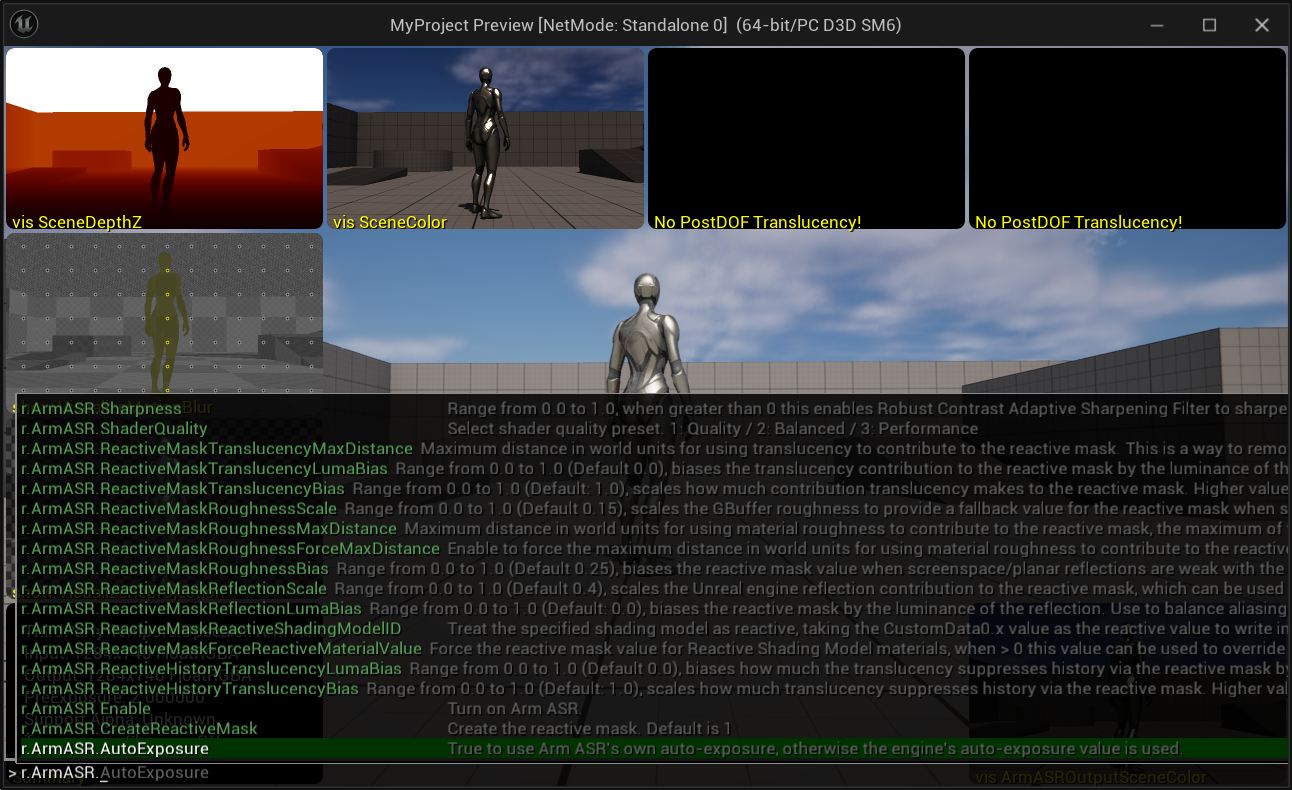 MyProject Preview [NetMode: Standalone 0] (64-bit/PC D3D SM6)
vis SceneDepthZ
vis SceneColor
No PostDOF Translucency!
No PostDOF Translucency!
r.ArmASR.Sharpness Range from 0.0 to 1.0, when greater than 0 this enables Robust Contrast Adaptive Sharpening Filter to sharpe
r.ArmASR.ShaderQuality Select shader quality preset. 1: Quality / 2: Balanced / 3: Performance
r.ArmASR.ReactiveMaskTranslucencyMaxDistance Maximum distance in world units for using translucency to contribute to the reactive mask. This is a way to remo
r.ArmASR.ReactiveMaskTranslucencyLumaBias Range from 0.0 to 1.0 (Default 0.0), biases the translucency contribution to the reactive mask by the luminance of th
r.ArmASR.ReactiveMaskTranslucencyBias Range from 0.0 to 1.0 (Default: 1.0), scales how much contribution translucency makes to the reactive mask. Higher value
r.ArmASR.ReactiveMaskRoughnessScale Range from 0.0 to 1.0 (Default 0.15), scales the GBuffer roughness to provide a fallback value for the reactive mask when s
r.ArmASR.ReactiveMaskRoughnessMaxDistance Maximum distance in world units for using material roughness to contribute to the reactive mask, the maximum of
r.ArmASR.ReactiveMaskRoughnessForceMaxDistance Enable to force the maximum distance in world units for using material roughness to contribute to the reactive
r.ArmASR.ReactiveMaskRoughnessBias Range from 0.0 to 1.0 (Default 0.25), biases the reactive mask value when screenspace/planar reflections are weak with the
r.ArmASR.ReactiveMaskReflectionScale Range from 0.0 to 1.0 (Default 0.4), scales the Unreal engine reflection contribution to the reactive mask, which can be used
r.ArmASR.ReactiveMaskReflectionLumaBias Range from 0.0 to 1.0 (Default: 0.0), biases the reactive mask by the luminance of the reflection. Use to balance aliasing
r.ArmASR.ReactiveMaskReactiveShadingModelID Treat the specified shading model as reactive, taking the CustomData0.x value as the reactive value to write in
r.ArmASR.ReactiveMaskForceReactiveMaterialValue Force the reactive mask value for Reactive Shading Model materials, when > 0 this value can be used to override
r.ArmASR.ReactiveHistoryTranslucencyLumaBias Range from 0.0 to 1.0 (Default 0.0), biases how much the translucency suppresses history via the reactive mask by
r.ArmASR.ReactiveHistoryTranslucencyBias Range from 0.0 to 1.0 (Default: 1.0), scales how much translucency suppresses history via the reactive mask. Higher val
r.ArmASR.Enable Turn on Arm ASR.
Support Alpha: Unknown
r.ArmASR.CreateReactiveMask Create the reactive mask. Default is 1
r.ArmASR.AutoExposure True to use Arm ASR's own auto-exposure, otherwise the engine's auto-exposure value is used.
> r.ArmASR._AutoExposure
Summary
vis ArmASROutputSceneColor